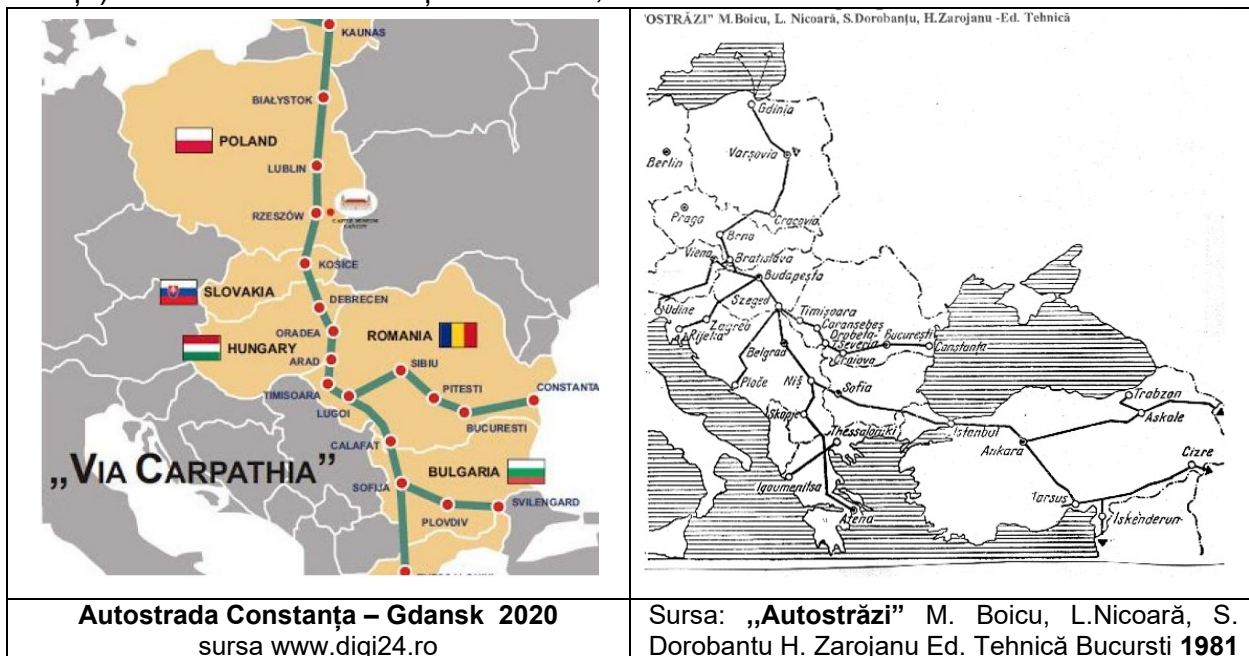 KAUNAS
BIAŁYSTOK
POLAND
LUBLIN
RZESZÓW
KOŠICE
SLOVAKIA
DEBRECEN
ORADEA
ROMANIA
HUNGARY
ARAD
SIBIU
TIMISOARA
PITESTI
CONSTANTA
LUGOI
BUCURESTI
CALAFAT
„VIA CARPATHIA”
BULGARIA
SOFIJA
SVILENGARD
PLOVDIV
OSTRĂZI" M.Boicu, L. Nicoară, S.Dorobanțu, H.Zarojanu -Ed. Tehnică
Gdinia
Varșovia
Berlin
Praga
Cracovia
Brno
Viena
Bratislava
Budapesta
Szeged
Timișoara
Udine
Zagreb
Caransebeș
Rijeka
Drobeta-
T.Severin
București
Constanța
Belgrad
Craiova
Ploče
Niš
Sofia
Trabzon
Skopje
Askale
Thessaloniki
Istanbul
Ankara
Cizre
Igoumenitsa
Tarsus
Atena
Iskenderun
Autostrada Constanța – Gdansk 2020
sursa www.digi24.ro
Sursa: ,,Autostrăzi” M. Boicu, L.Nicoară, S.
Dorobantu H. Zarojanu Ed. Tehnică Bucursti 1981